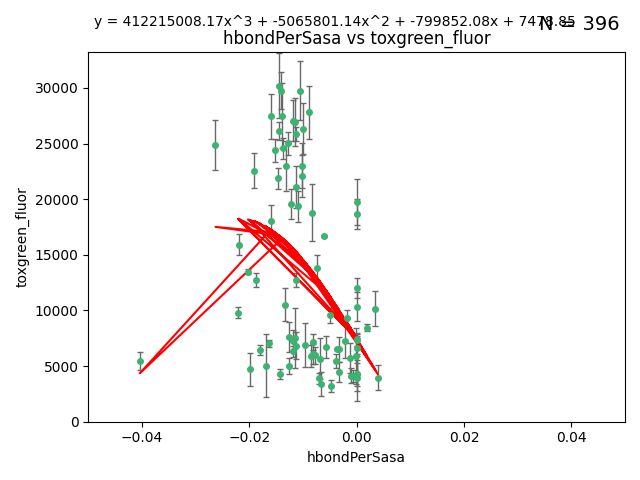 y = 412215008.17x^3 + -5065801.14x^2 + -799852.08x + 7478.85
N = 396
hbondPerSasa vs toxgreen_fluor
30000
25000
20000
15000
10000
5000
0
toxgreen_fluor
−0.04 −0.02 0.00 0.02 0.04
hbondPerSasa